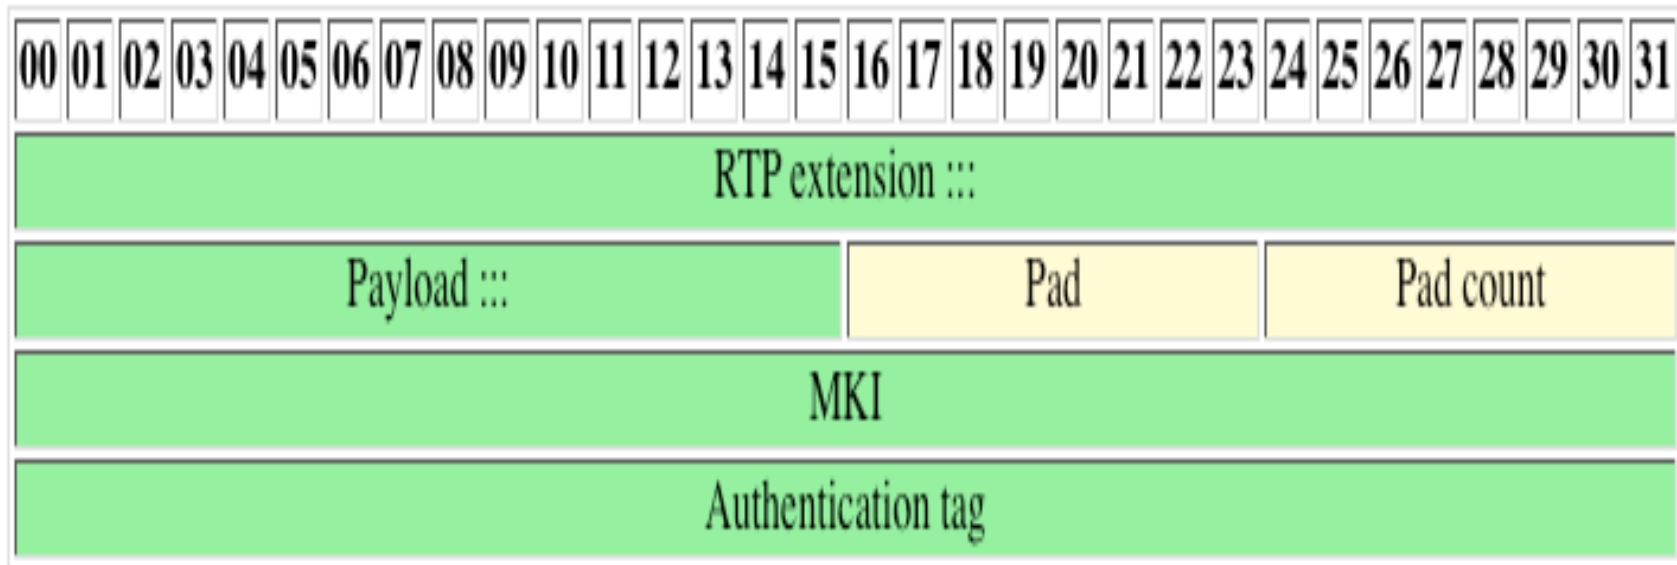 00 01 02 03 04 05 06 07 08 09 10 11 12 13 14 15 16 17 18 19 20 21 22 23 24 25 26 27 28 29 30 31
RTP extension :::
Payload ::: Pad Pad count
MKI
Authentication tag